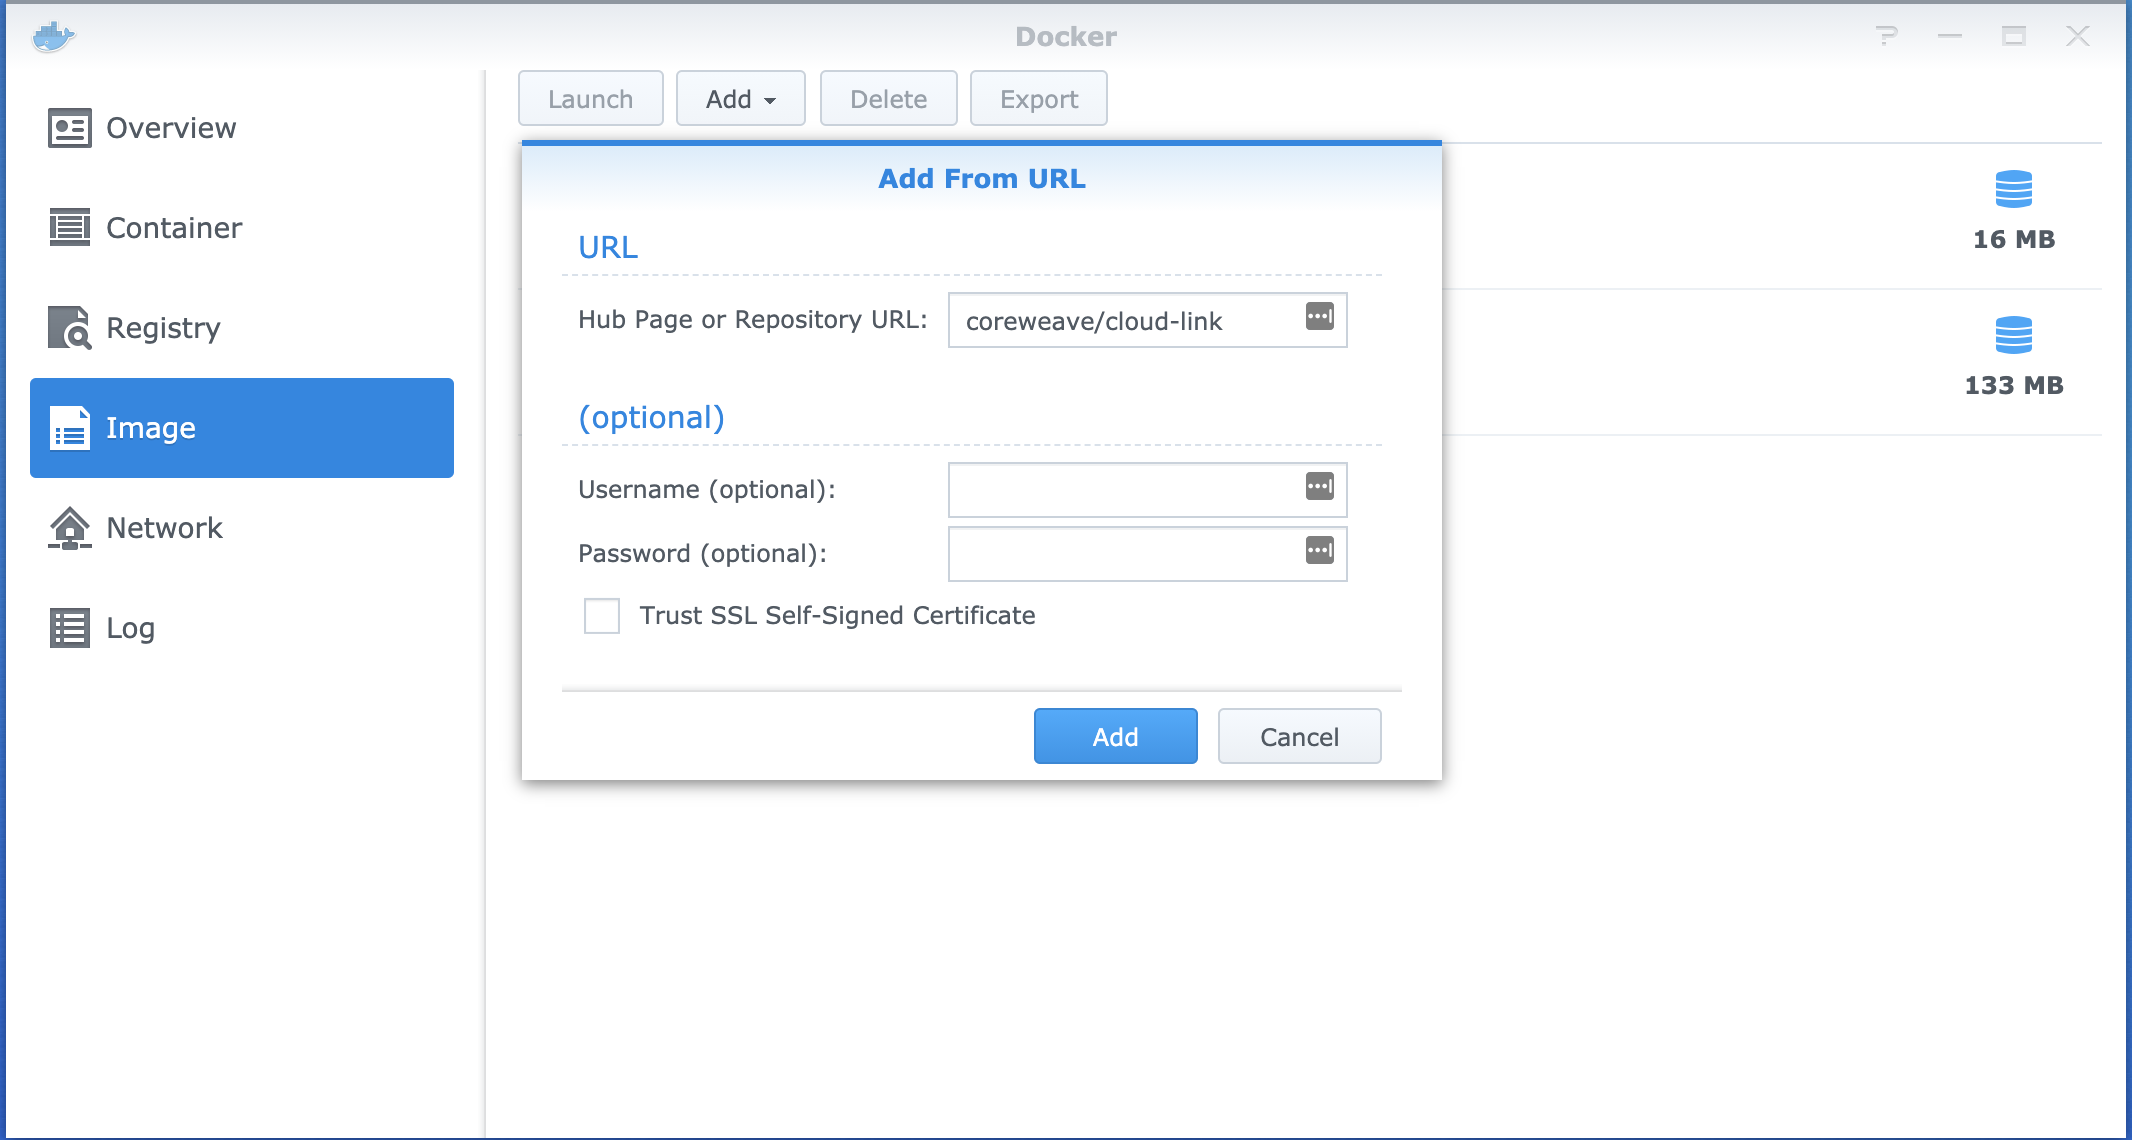 Docker
Overview
Container
Registry
Image
Network
Log
Launch
Add
Delete
Export
Add From URL
URL
Hub Page or Repository URL:
coreweave/cloud-link
(optional)
Username (optional):
Password (optional):
Trust SSL Self-Signed Certificate
Add
Cancel
16 MB
133 MB